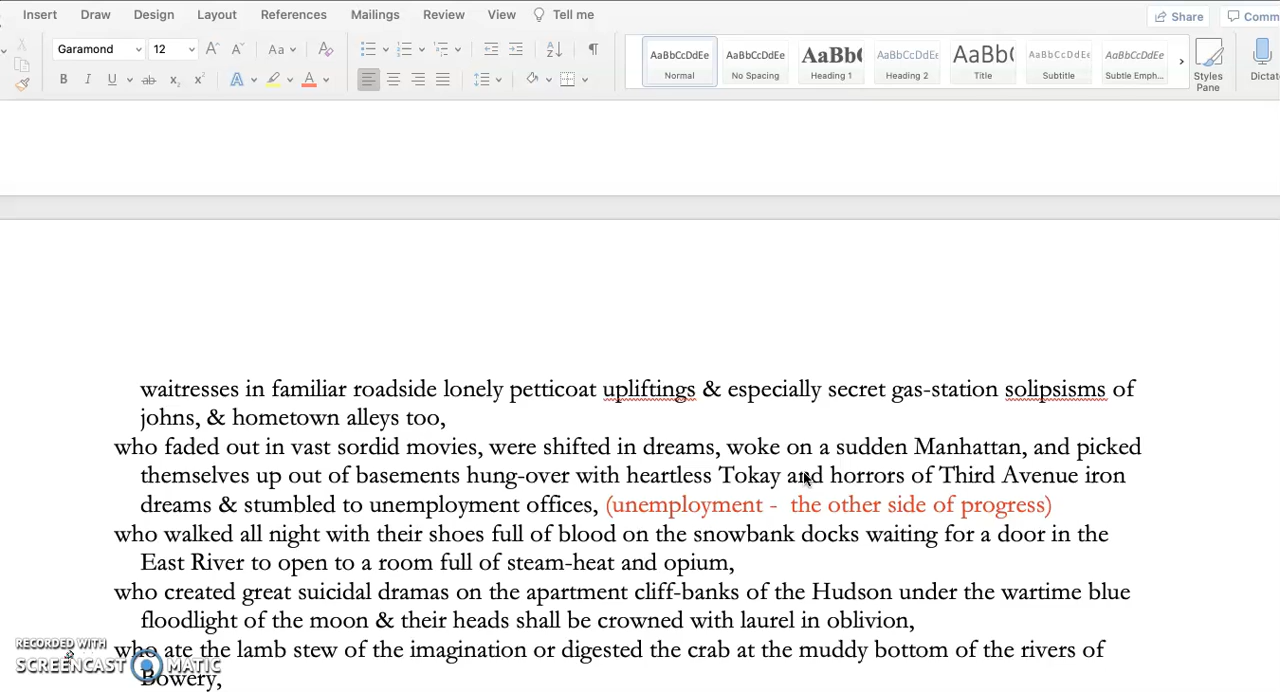 Insert Draw Design Layout References Mailings Review View Tell me Share Comm
Garamond 12 Aa
AaBbCcDdEe AaBbCcDdEe AaBb( AaBbCcDdEe AaBb( AaBbCcDdE AaBbCcDdEe
Normal No Spacing Heading 1 Heading 2 Title Subtitle Subtle Emph... Styles Pane Dictat
B I U ab x₂ x² A A
waitresses in familiar roadside lonely petticoat upliftings & especially secret gas-station solipsisms of
johns, & hometown alleys too,
who faded out in vast sordid movies, were shifted in dreams, woke on a sudden Manhattan, and picked
themselves up out of basements hung-over with heartless Tokay and horrors of Third Avenue iron
dreams & stumbled to unemployment offices, (unemployment -  the other side of progress)
who walked all night with their shoes full of blood on the snowbank docks waiting for a door in the
East River to open to a room full of steam-heat and opium,
who created great suicidal dramas on the apartment cliff-banks of the Hudson under the wartime blue
floodlight of the moon & their heads shall be crowned with laurel in oblivion,
who ate the lamb stew of the imagination or digested the crab at the muddy bottom of the rivers of
Bowery,
RECORDED WITH
SCREENCAST MATIC